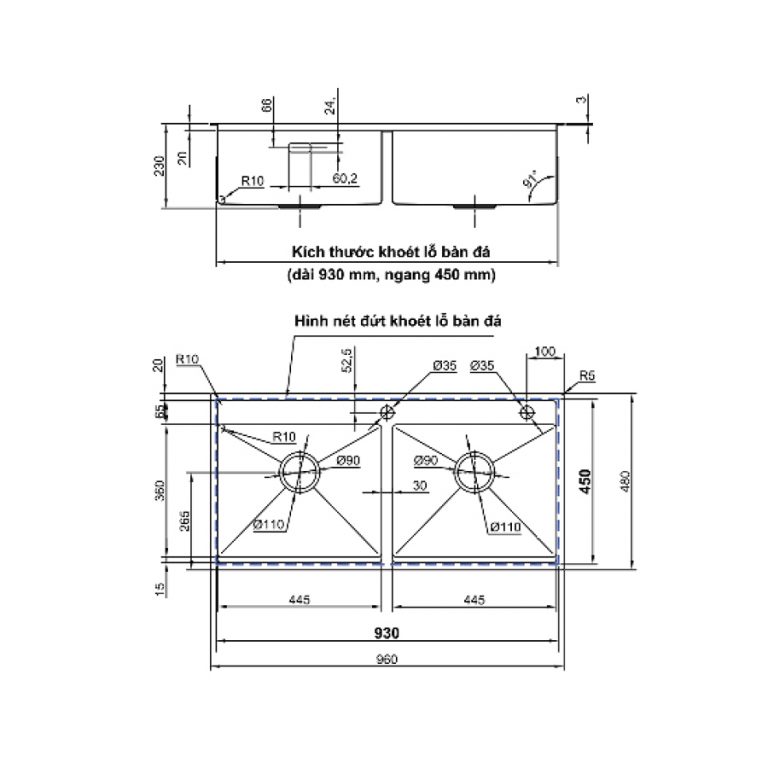 66
24,
3
20
230
R10
60,2
91°
Kích thước khoét lỗ bàn đá
(dài 930 mm, ngang 450 mm)
Hình nét đứt khoét lỗ bàn đá
20
R10
52,5
Ø35
Ø35
100
R5
65
R10
Ø90
Ø90
360
265
30
450
480
Ø110
Ø110
15
445
445
930
960